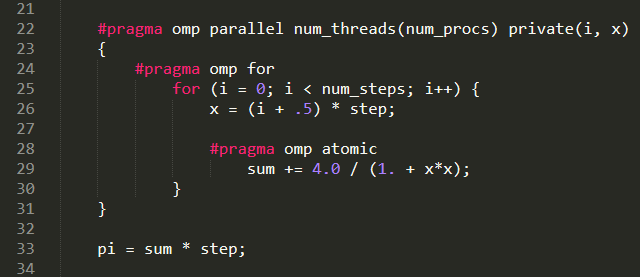 21
22 #pragma omp parallel num_threads(num_procs) private(i, x)
23 {
24 #pragma omp for
25 for (i = 0; i < num_steps; i++) {
26 x = (i + .5) * step;
27
28 #pragma omp atomic
29 sum += 4.0 / (1. + x*x);
30 }
31 }
32
33 pi = sum * step;
34